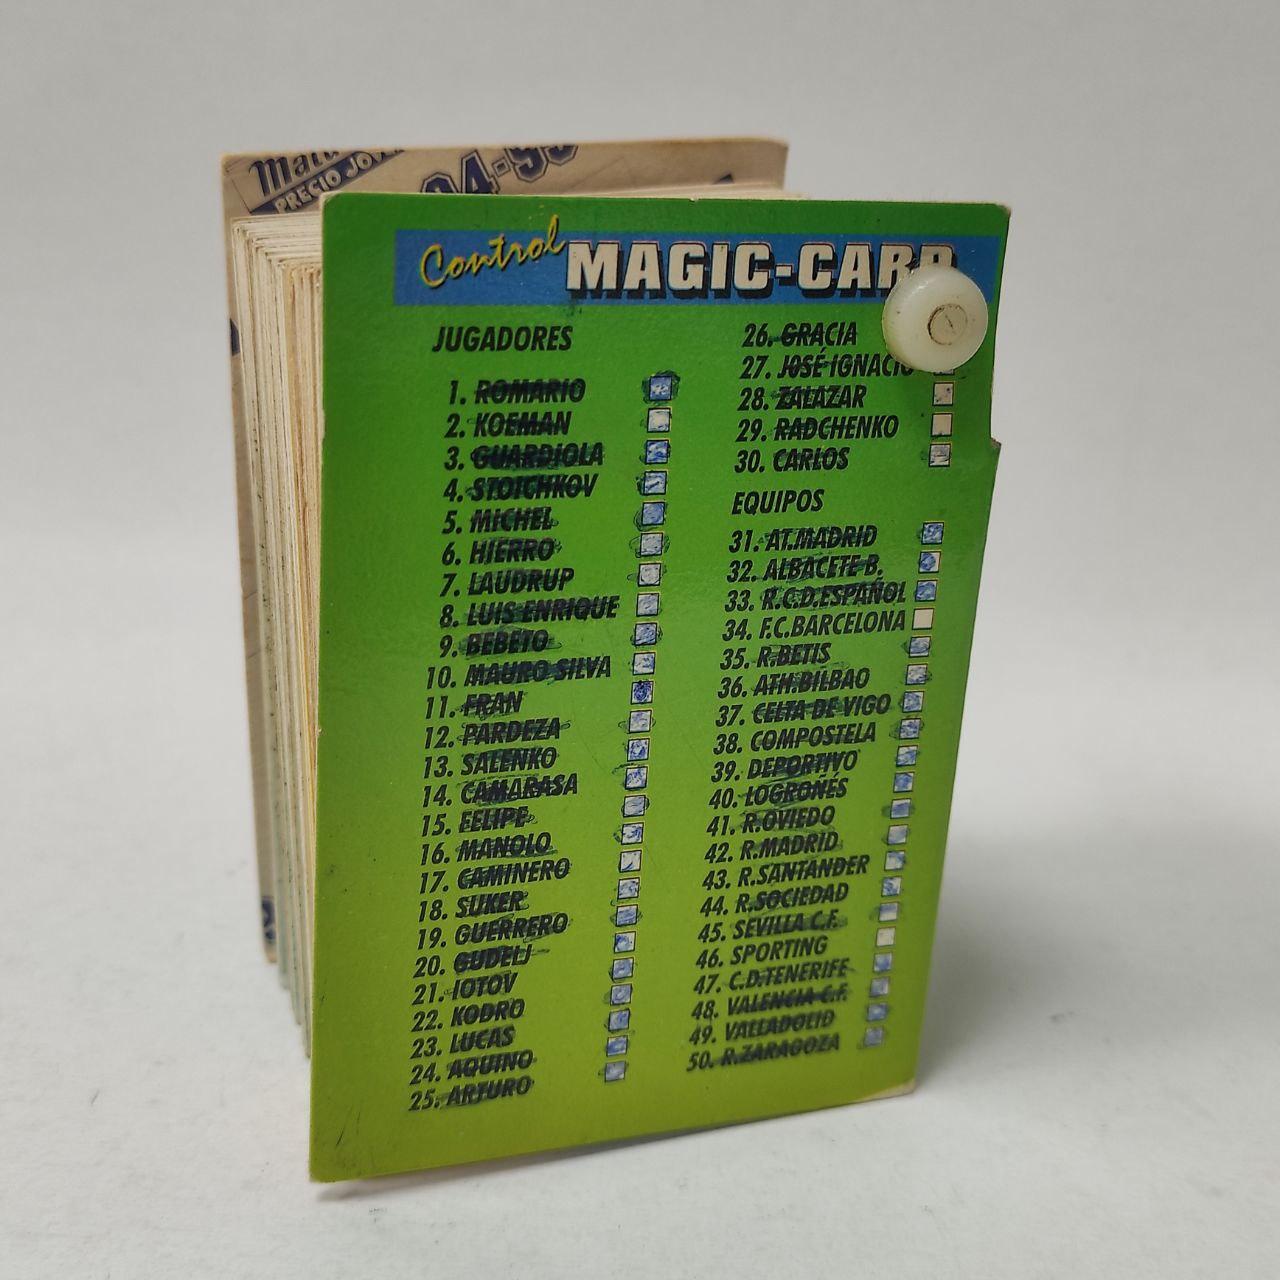 PRECIO JOVEN
94-95
Control MAGIC-CARD
JUGADORES
1. ROMARIO
2. KOEMAN
3. GUARDIOLA
4. STOICHKOV
5. MICHEL
6. HIERRO
7. LAUDRUP
8. LUIS ENRIQUE
9. BEBETO
10. MAURO SILVA
11. FRAN
12. PARDEZA
13. SALENKO
14. CAMARASA
15. FELIPE
16. MANOLO
17. CAMINERO
18. SUKER
19. GUERRERO
20. GUDELJ
21. IOTOV
22. KODRO
23. LUCAS
24. AQUINO
25. ARTURO
26. GRACIA
27. JOSÉ IGNACIO
28. ZALAZAR
29. RADCHENKO
30. CARLOS
EQUIPOS
31. AT.MADRID
32. ALBACETE B.
33. R.C.D.ESPAÑOL
34. F.C.BARCELONA
35. R.BETIS
36. ATH.BILBAO
37. CELTA DE VIGO
38. COMPOSTELA
39. DEPORTIVO
40. LOGROÑÉS
41. R.OVIEDO
42. R.MADRID
43. R.SANTANDER
44. R.SOCIEDAD
45. SEVILLA C.F.
46. SPORTING
47. C.D.TENERIFE
48. VALENCIA C.F.
49. VALLADOLID
50. R.ZARAGOZA